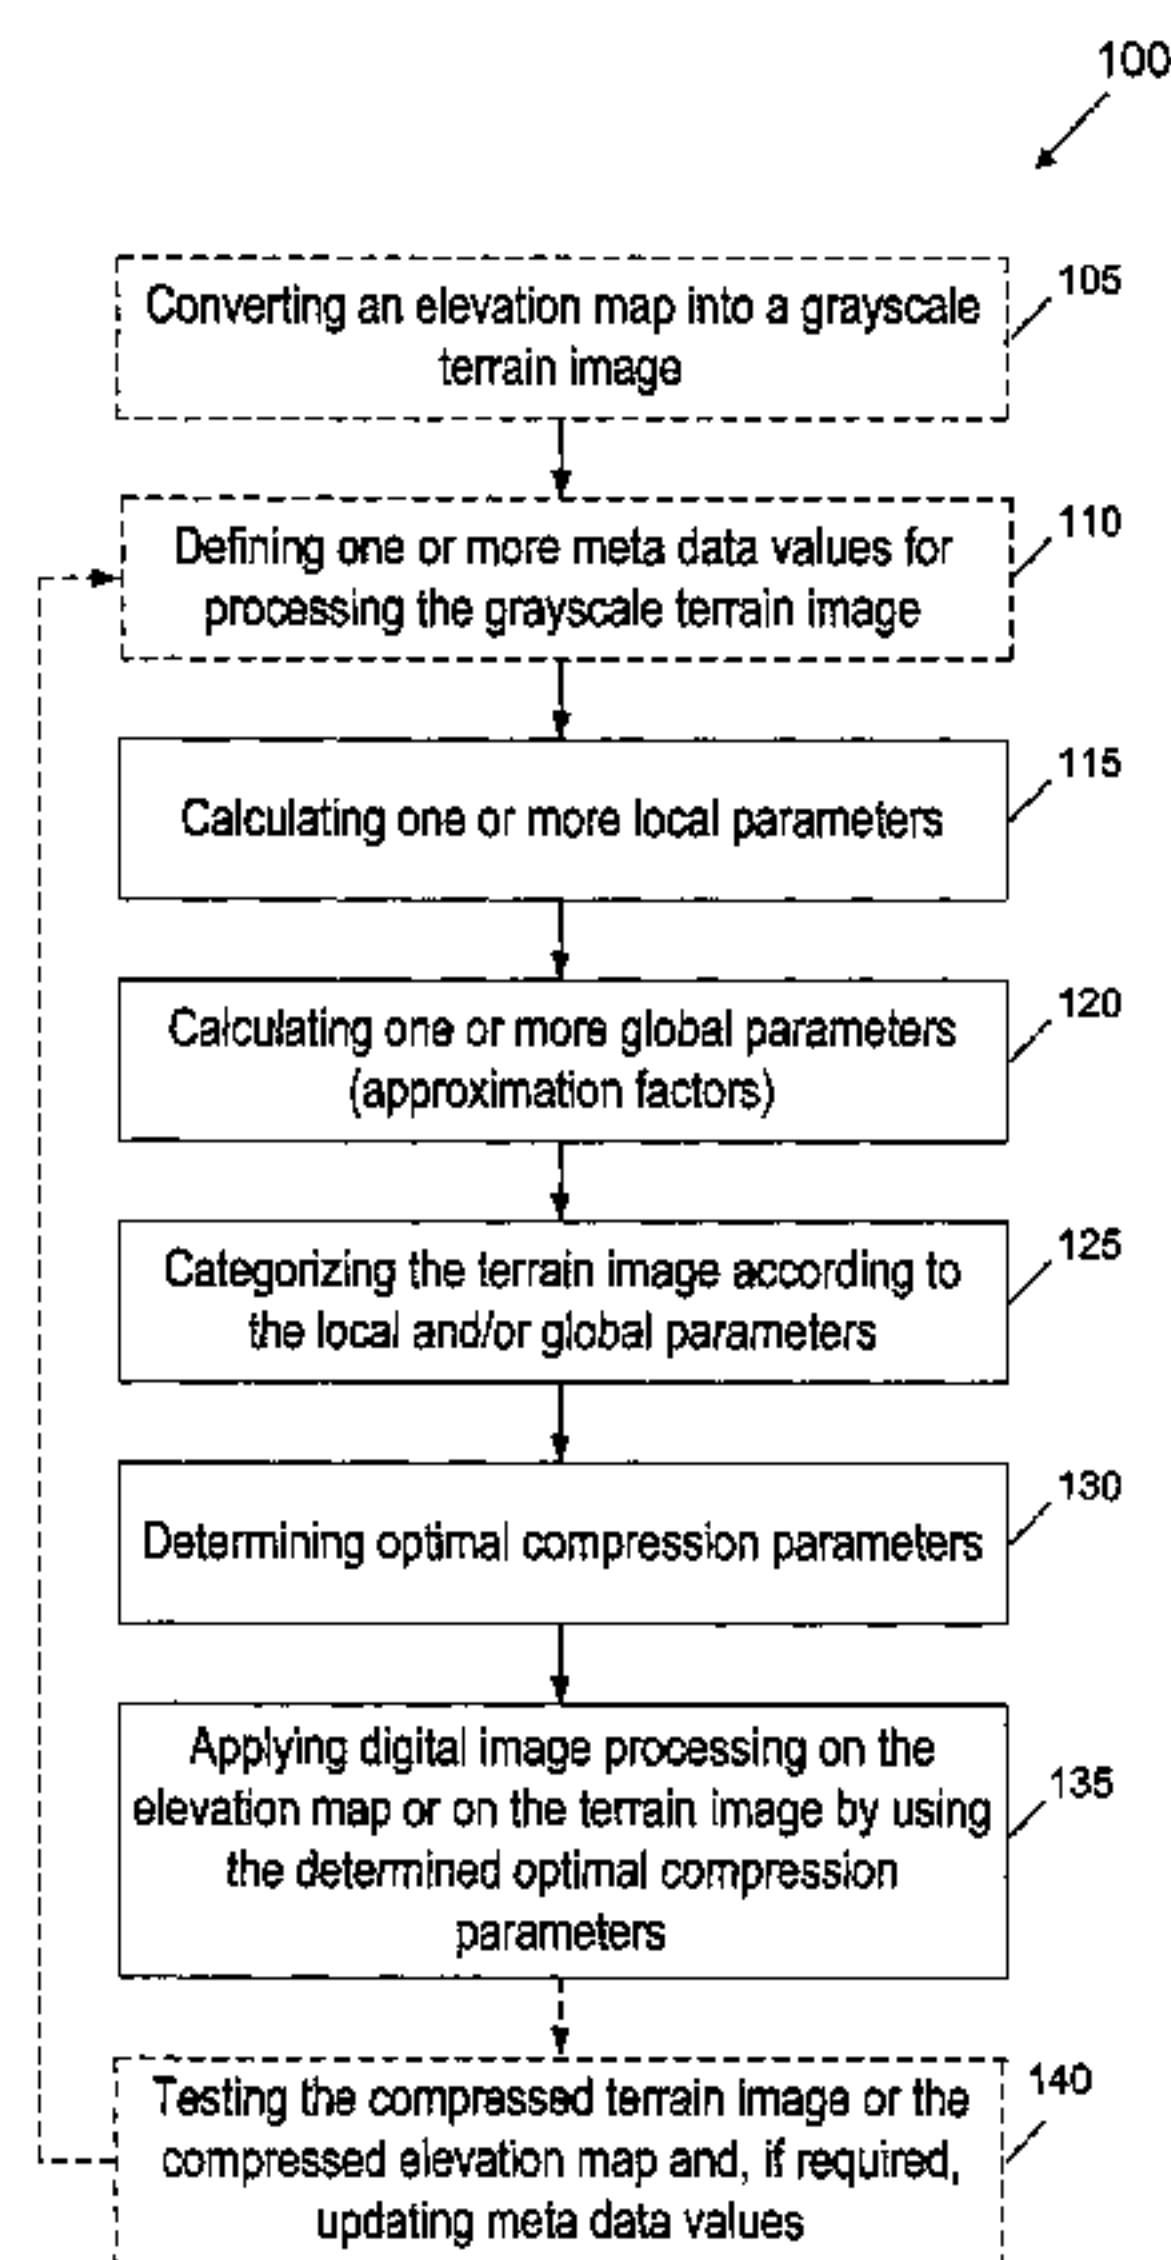 100
Converting an elevation map into a grayscale
terrain image
105
Defining one or more meta data values for
processing the grayscale terrain image
110
Calculating one or more local parameters
115
Calculating one or more global parameters
(approximation factors)
120
Categorizing the terrain image according to
the local and/or global parameters
125
Determining optimal compression parameters
130
Applying digital image processing on the
elevation map or on the terrain image by using
the determined optimal compression
parameters
135
Testing the compressed terrain image or the
compressed elevation map and, if required,
updating meta data values
140